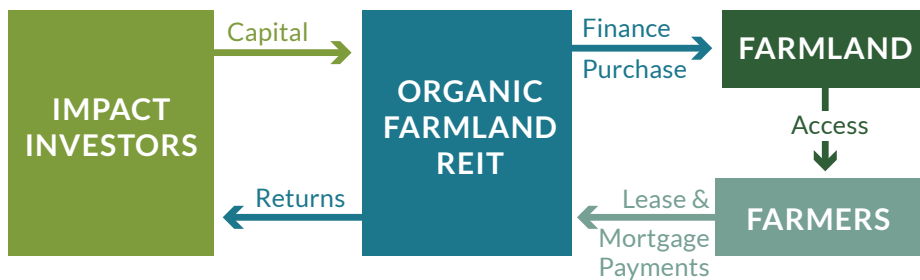 IMPACT
INVESTORS
Capital
Returns
ORGANIC
FARMLAND
REIT
Finance
Purchase
FARMLAND
Access
FARMERS
Lease &
Mortgage
Payments